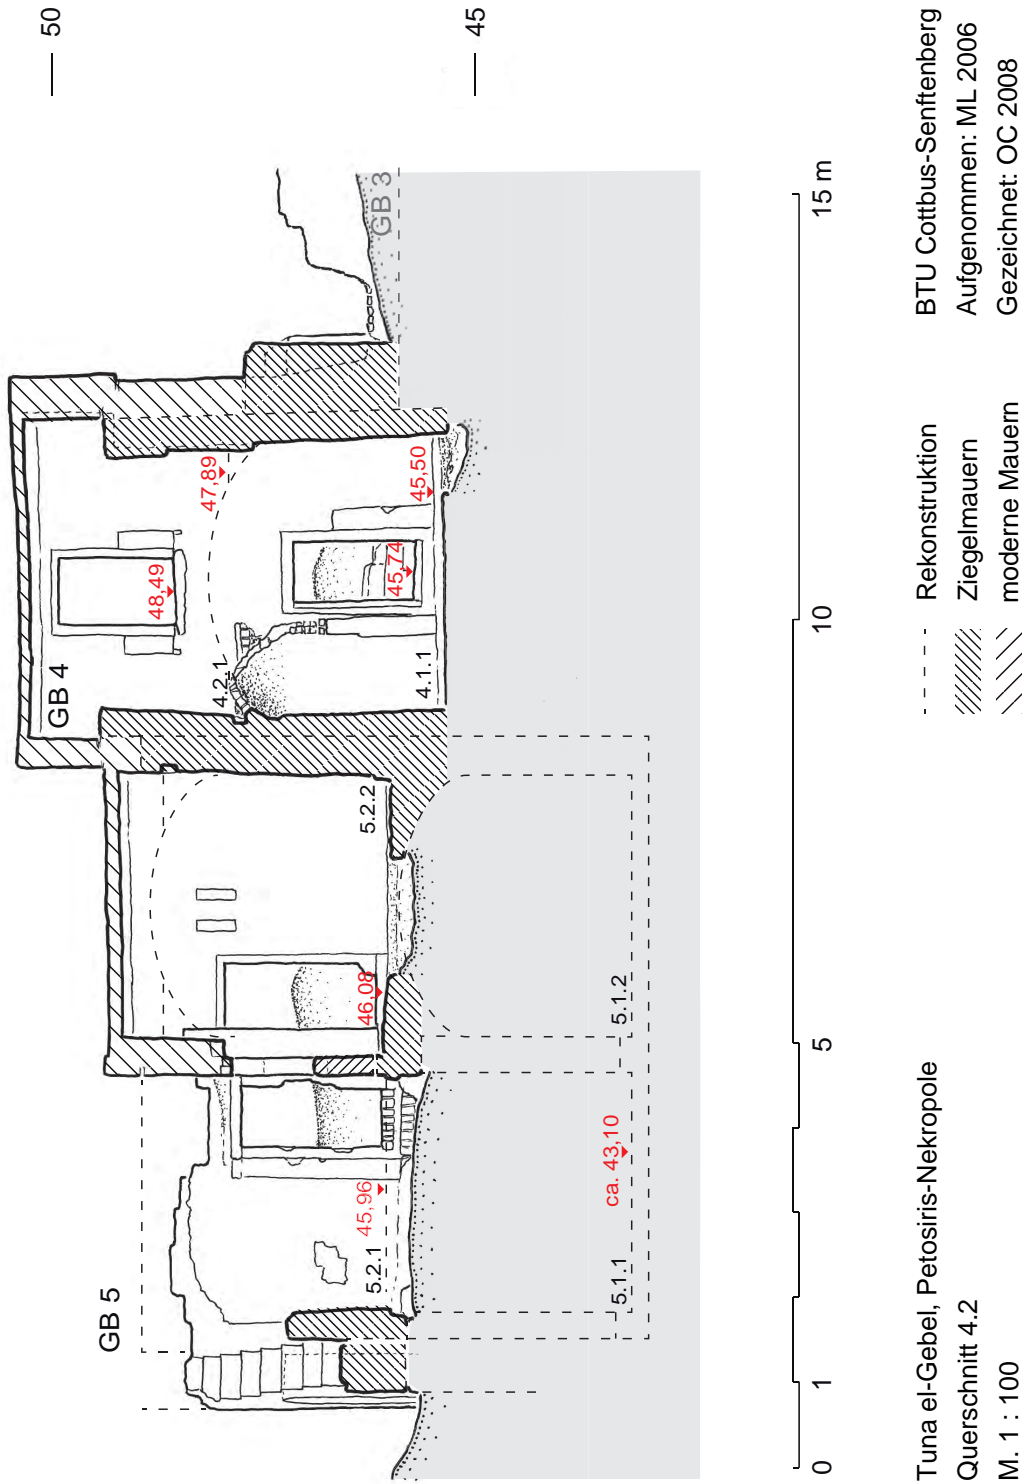 50
45
GB 5
GB 4
GB 3
48,49
47,89
4.2.1
45,74
45,50
4.1.1
5.2.2
46,08
45,96
5.2.1
5.1.2
5.1.1
ca. 43,10
0
1
5
10
15 m
Tuna el-Gebel, Petosiris-Nekropole
Querschnitt 4.2
M. 1 : 100
Rekonstruktion
Ziegelmauern
moderne Mauern
BTU Cottbus-Senftenberg
Aufgenommen: ML 2006
Gezeichnet: OC 2008